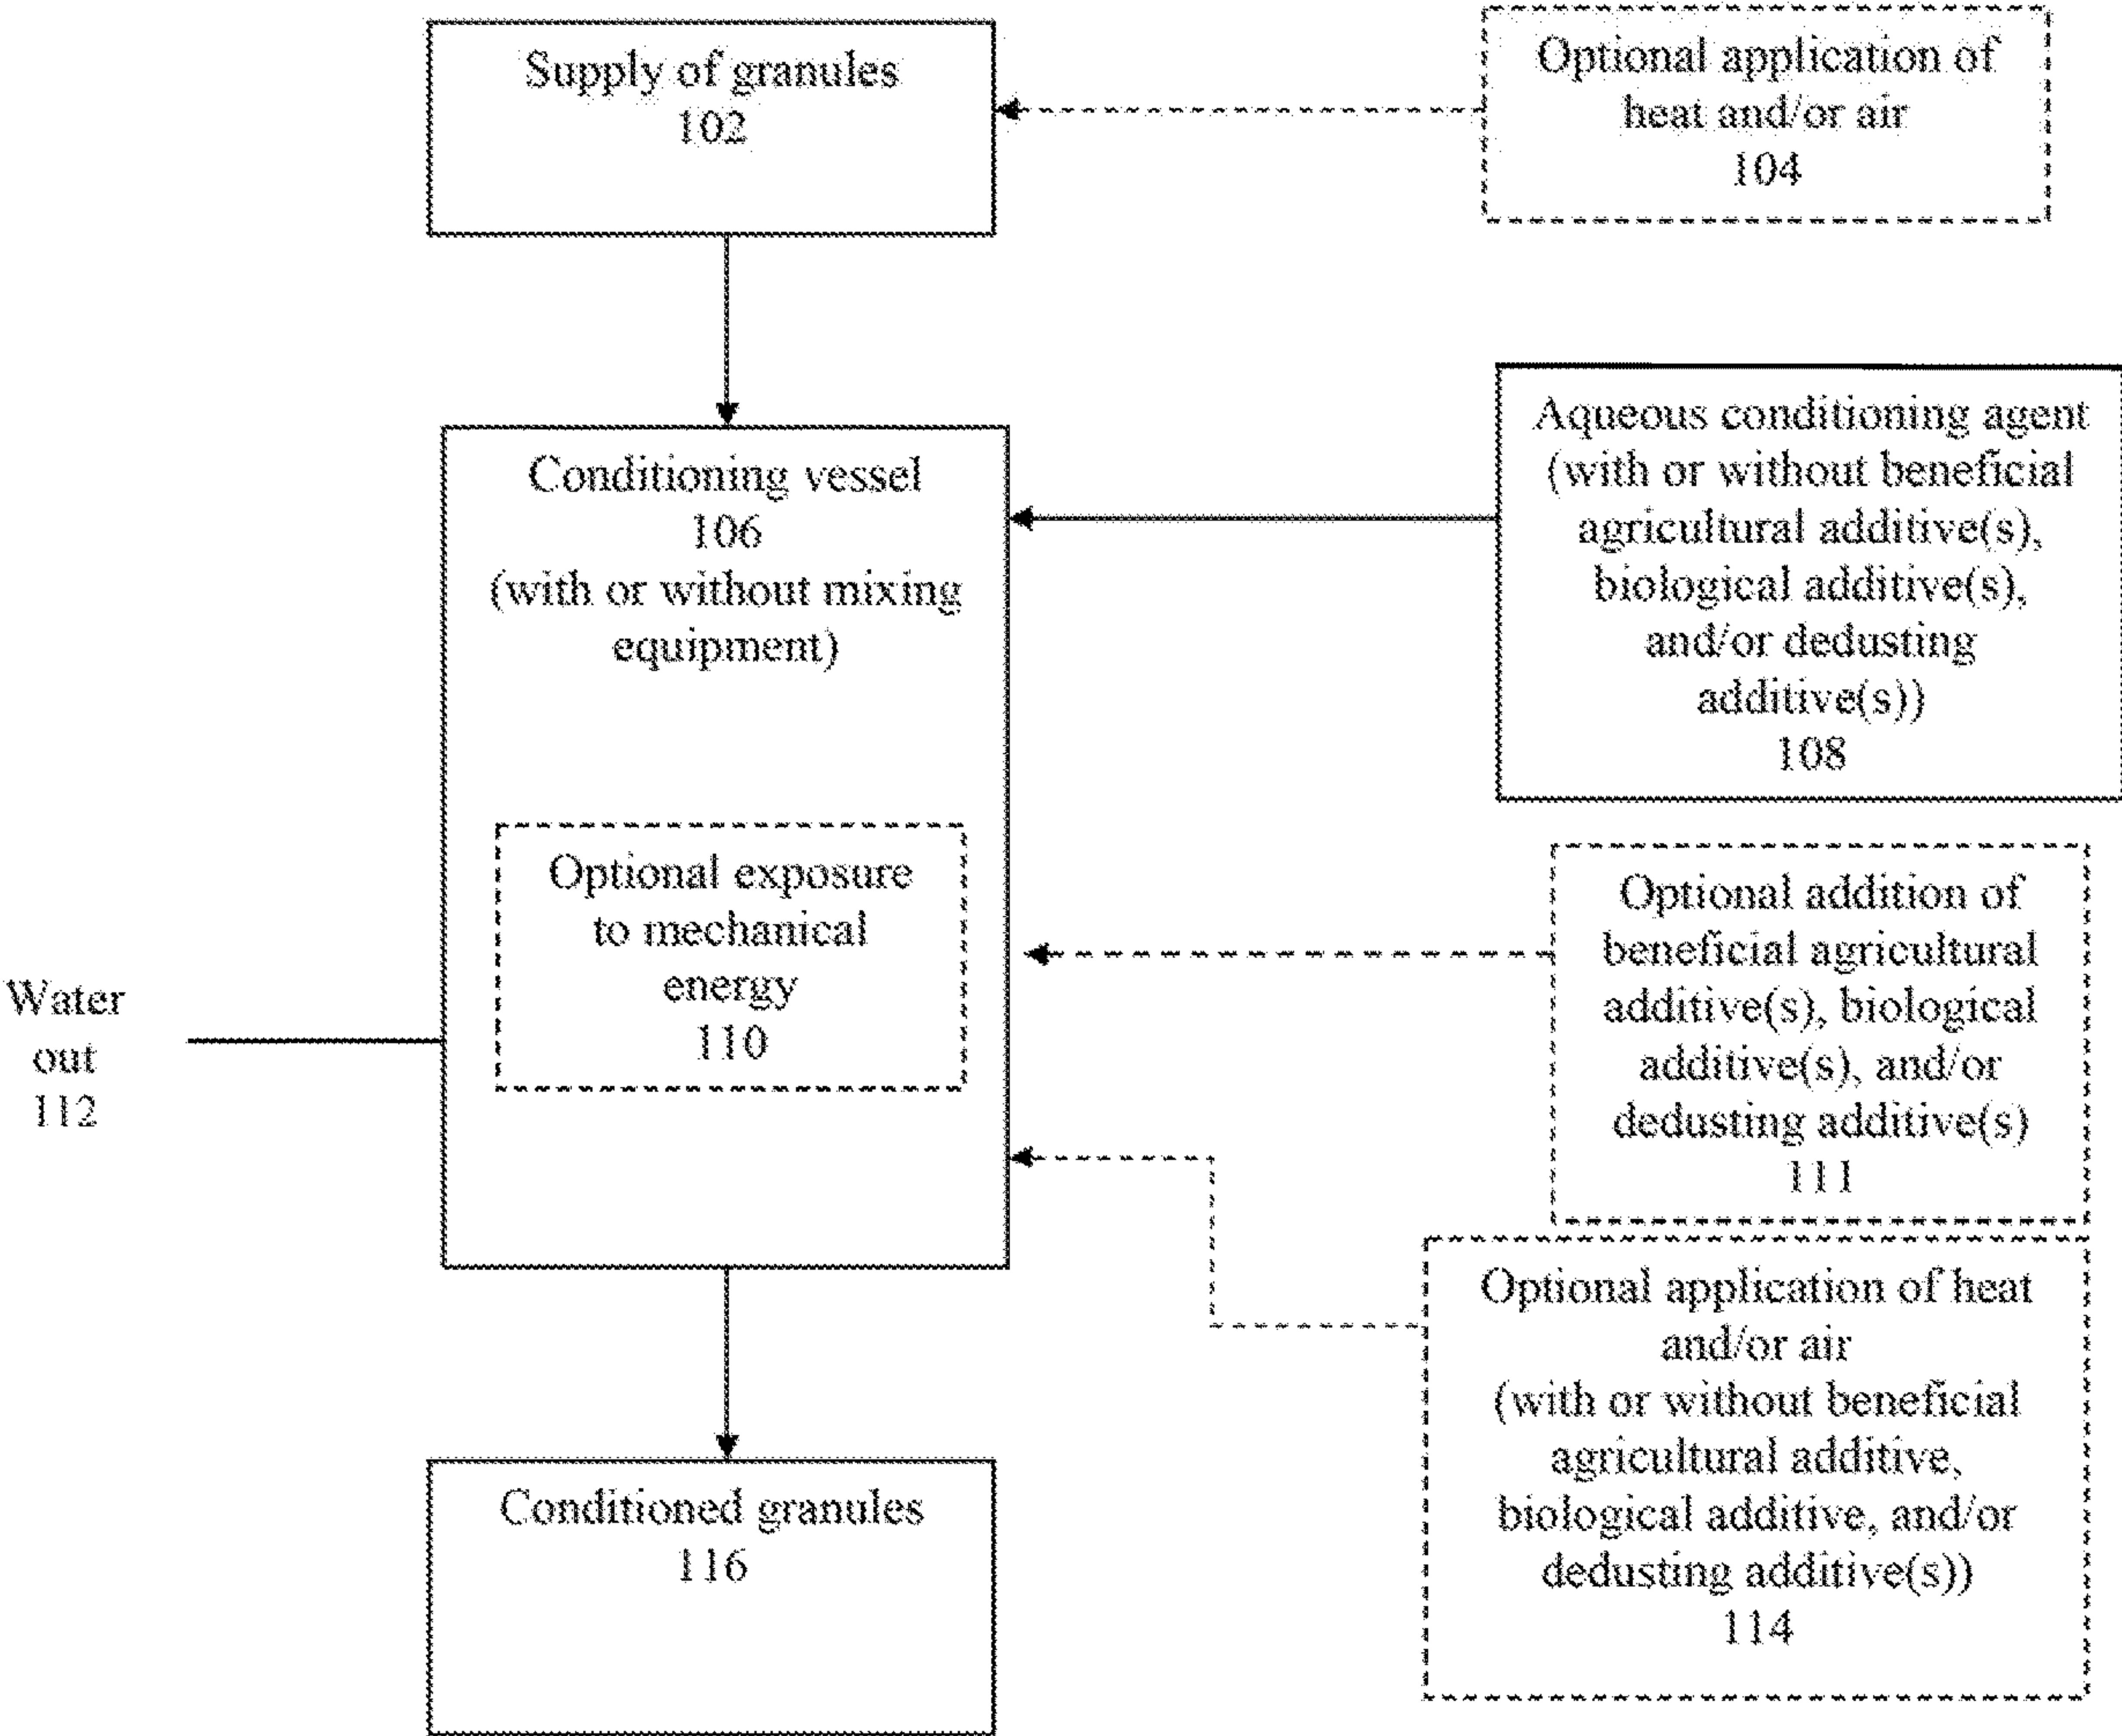 Supply of granules
102
Optional application of
heat and/or air
104
Conditioning vessel
106
(with or without mixing
equipment)
Aqueous conditioning agent
(with or without beneficial
agricultural additive(s),
biological additive(s),
and/or dedusting
additive(s))
108
Optional exposure
to mechanical
energy
110
Optional addition of
beneficial agricultural
additive(s), biological
additive(s), and/or
dedusting additive(s)
111
Water
out
112
Optional application of heat
and/or air
(with or without beneficial
agricultural additive,
biological additive, and/or
dedusting additive(s))
114
Conditioned granules
116